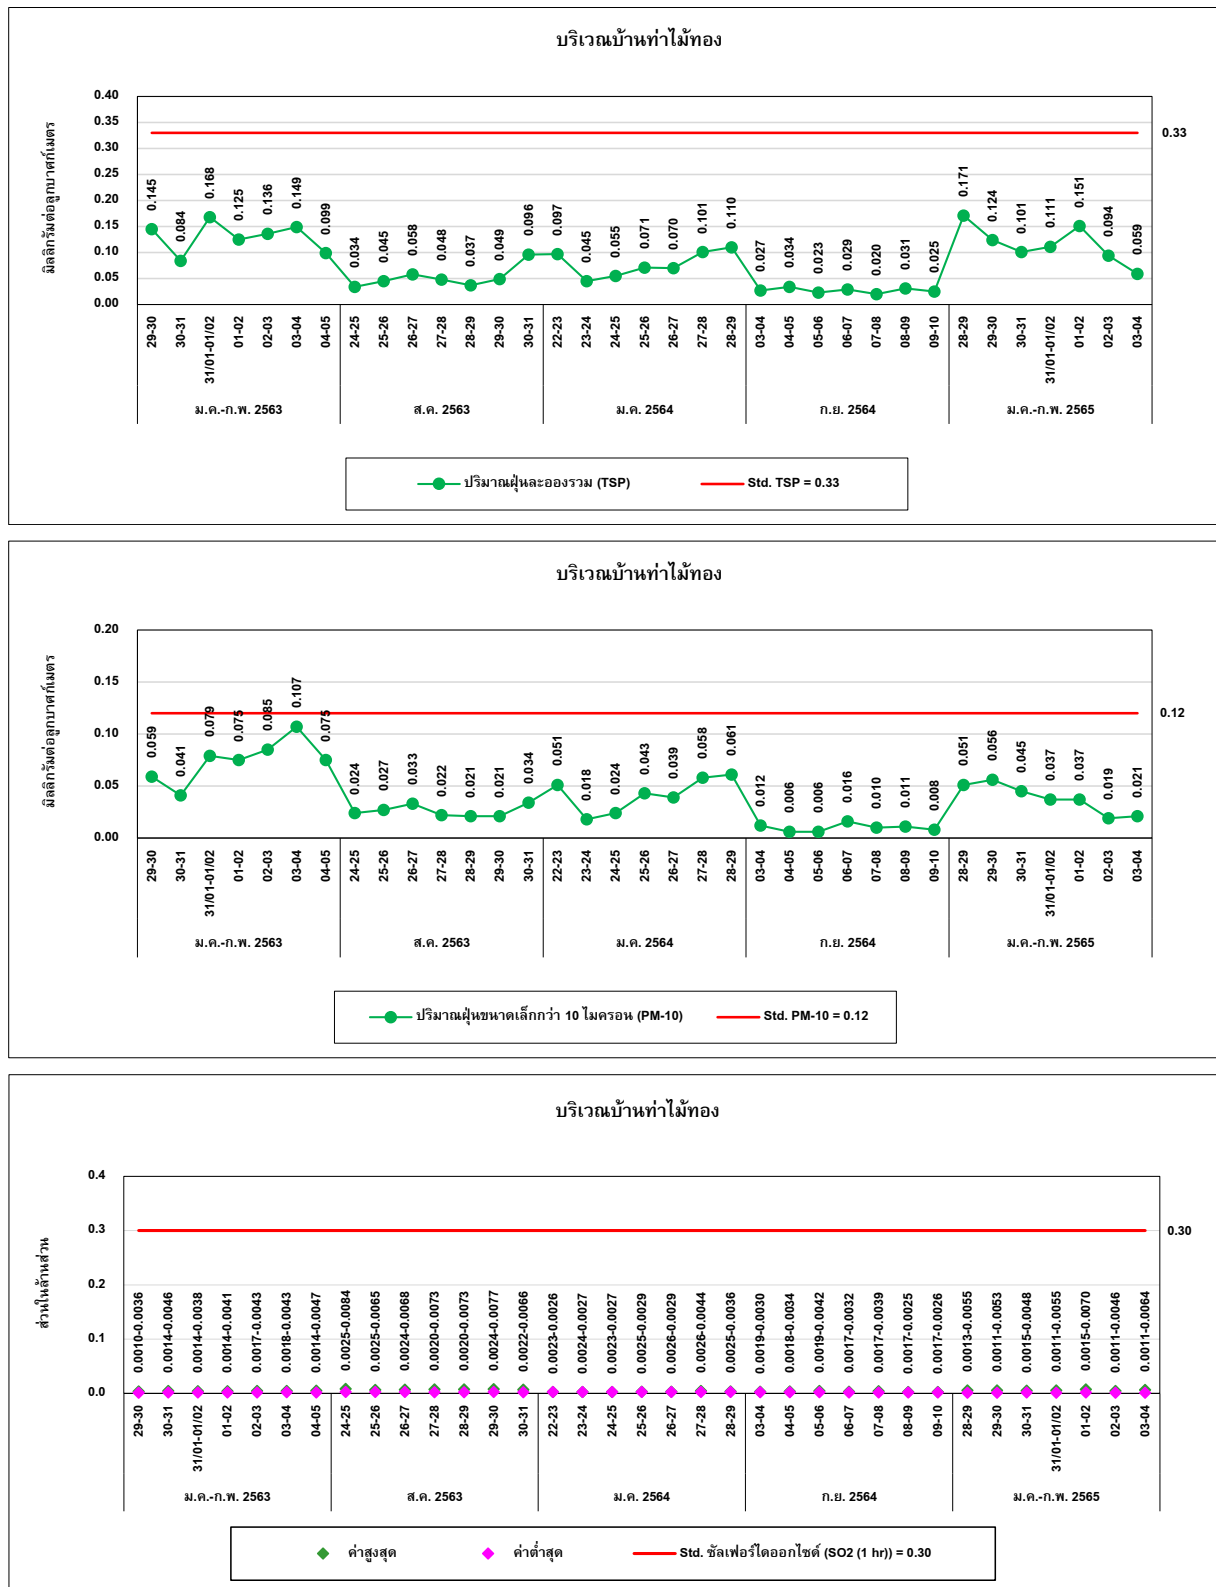 บริเวณบ้านท่าไม้ทอง
มิลลิกรัมต่อลูกบาศก์เมตร
0.40
0.35
0.30
0.25
0.20
0.15
0.10
0.05
0.00
0.33
0.145 0.084 0.168 0.125 0.136 0.149 0.099 0.034 0.045 0.058 0.048 0.037 0.049 0.096 0.097 0.045 0.055 0.071 0.070 0.101 0.110 0.027 0.034 0.023 0.029 0.020 0.031 0.025 0.171 0.124 0.101 0.111 0.151 0.094 0.059
29-30 30-31 31/01-01/02 01-02 02-03 03-04 04-05 24-25 25-26 26-27 27-28 28-29 29-30 30-31 22-23 23-24 24-25 25-26 26-27 27-28 28-29 03-04 04-05 05-06 06-07 07-08 08-09 09-10 28-29 29-30 30-31 31/01-01/02 01-02 02-03 03-04
ม.ค.-ก.พ. 2563 ส.ค. 2563 ม.ค. 2564 ก.ย. 2564 ม.ค.-ก.พ. 2565
ปริมาณฝุ่นละอองรวม (TSP) Std. TSP = 0.33
บริเวณบ้านท่าไม้ทอง
มิลลิกรัมต่อลูกบาศก์เมตร
0.20
0.15
0.10
0.05
0.00
0.12
0.059 0.041 0.079 0.075 0.085 0.107 0.075 0.024 0.027 0.033 0.022 0.021 0.021 0.034 0.051 0.018 0.024 0.043 0.039 0.058 0.061 0.012 0.006 0.006 0.016 0.010 0.011 0.008 0.051 0.056 0.045 0.037 0.037 0.019 0.021
29-30 30-31 31/01-01/02 01-02 02-03 03-04 04-05 24-25 25-26 26-27 27-28 28-29 29-30 30-31 22-23 23-24 24-25 25-26 26-27 27-28 28-29 03-04 04-05 05-06 06-07 07-08 08-09 09-10 28-29 29-30 30-31 31/01-01/02 01-02 02-03 03-04
ม.ค.-ก.พ. 2563 ส.ค. 2563 ม.ค. 2564 ก.ย. 2564 ม.ค.-ก.พ. 2565
ปริมาณฝุ่นขนาดเล็กกว่า 10 ไมครอน (PM-10) Std. PM-10 = 0.12
บริเวณบ้านท่าไม้ทอง
ส่วนในล้านส่วน
0.4
0.3
0.2
0.1
0.0
0.30
0.0010-0.0036 0.0014-0.0046 0.0014-0.0038 0.0014-0.0041 0.0017-0.0043 0.0018-0.0043 0.0014-0.0047 0.0025-0.0084 0.0025-0.0065 0.0024-0.0068 0.0020-0.0073 0.0020-0.0073 0.0024-0.0077 0.0022-0.0066 0.0023-0.0026 0.0024-0.0027 0.0023-0.0027 0.0025-0.0029 0.0026-0.0029 0.0026-0.0044 0.0025-0.0036 0.0019-0.0030 0.0018-0.0034 0.0019-0.0042 0.0017-0.0032 0.0017-0.0039 0.0017-0.0025 0.0017-0.0026 0.0013-0.0055 0.0011-0.0053 0.0015-0.0048 0.0011-0.0055 0.0015-0.0070 0.0011-0.0046 0.0011-0.0064
29-30 30-31 31/01-01/02 01-02 02-03 03-04 04-05 24-25 25-26 26-27 27-28 28-29 29-30 30-31 22-23 23-24 24-25 25-26 26-27 27-28 28-29 03-04 04-05 05-06 06-07 07-08 08-09 09-10 28-29 29-30 30-31 31/01-01/02 01-02 02-03 03-04
ม.ค.-ก.พ. 2563 ส.ค. 2563 ม.ค. 2564 ก.ย. 2564 ม.ค.-ก.พ. 2565
ค่าสูงสุด ค่าต่ำสุด Std. ซัลเฟอร์ไดออกไซด์ (SO2 (1 hr)) = 0.30